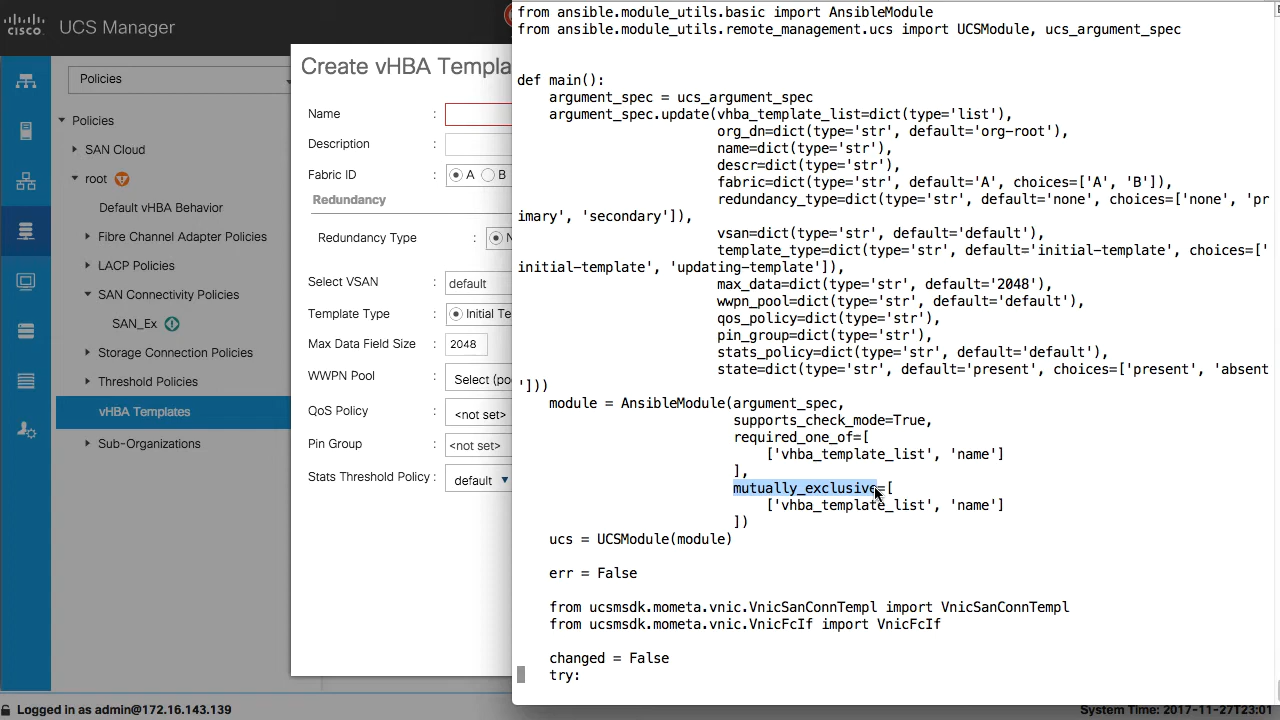 cisco UCS Manager
Policies
Policies
SAN Cloud
root
Default vHBA Behavior
Fibre Channel Adapter Policies
LACP Policies
SAN Connectivity Policies
SAN_Ex
Storage Connection Policies
Threshold Policies
vHBA Templates
Sub-Organizations
Create vHBA Templa
Name :
Description :
Fabric ID : A B
Redundancy
Redundancy Type : N
Select VSAN : default
Template Type : Initial Te
Max Data Field Size : 2048
WWPN Pool : Select (po
QoS Policy : <not set>
Pin Group : <not set>
Stats Threshold Policy : default
from ansible.module_utils.basic import AnsibleModule
from ansible.module_utils.remote_management.ucs import UCSModule, ucs_argument_spec
def main():
    argument_spec = ucs_argument_spec
    argument_spec.update(vhba_template_list=dict(type='list'),
                         org_dn=dict(type='str', default='org-root'),
                         name=dict(type='str'),
                         descr=dict(type='str'),
                         fabric=dict(type='str', default='A', choices=['A', 'B']),
                         redundancy_type=dict(type='str', default='none', choices=['none', 'pr
imary', 'secondary']),
                         vsan=dict(type='str', default='default'),
                         template_type=dict(type='str', default='initial-template', choices=['
initial-template', 'updating-template']),
                         max_data=dict(type='str', default='2048'),
                         wwpn_pool=dict(type='str', default='default'),
                         qos_policy=dict(type='str'),
                         pin_group=dict(type='str'),
                         stats_policy=dict(type='str', default='default'),
                         state=dict(type='str', default='present', choices=['present', 'absent
']))
    module = AnsibleModule(argument_spec,
                           supports_check_mode=True,
                           required_one_of=[
                               ['vhba_template_list', 'name']
                           ],
                           mutually_exclusive=[
                               ['vhba_template_list', 'name']
                           ])
    ucs = UCSModule(module)
    err = False
    from ucsmsdk.mometa.vnic.VnicSanConnTempl import VnicSanConnTempl
    from ucsmsdk.mometa.vnic.VnicFcIf import VnicFcIf
    changed = False
    try:
Logged in as admin@172.16.143.139
System Time: 2017-11-27T23:01